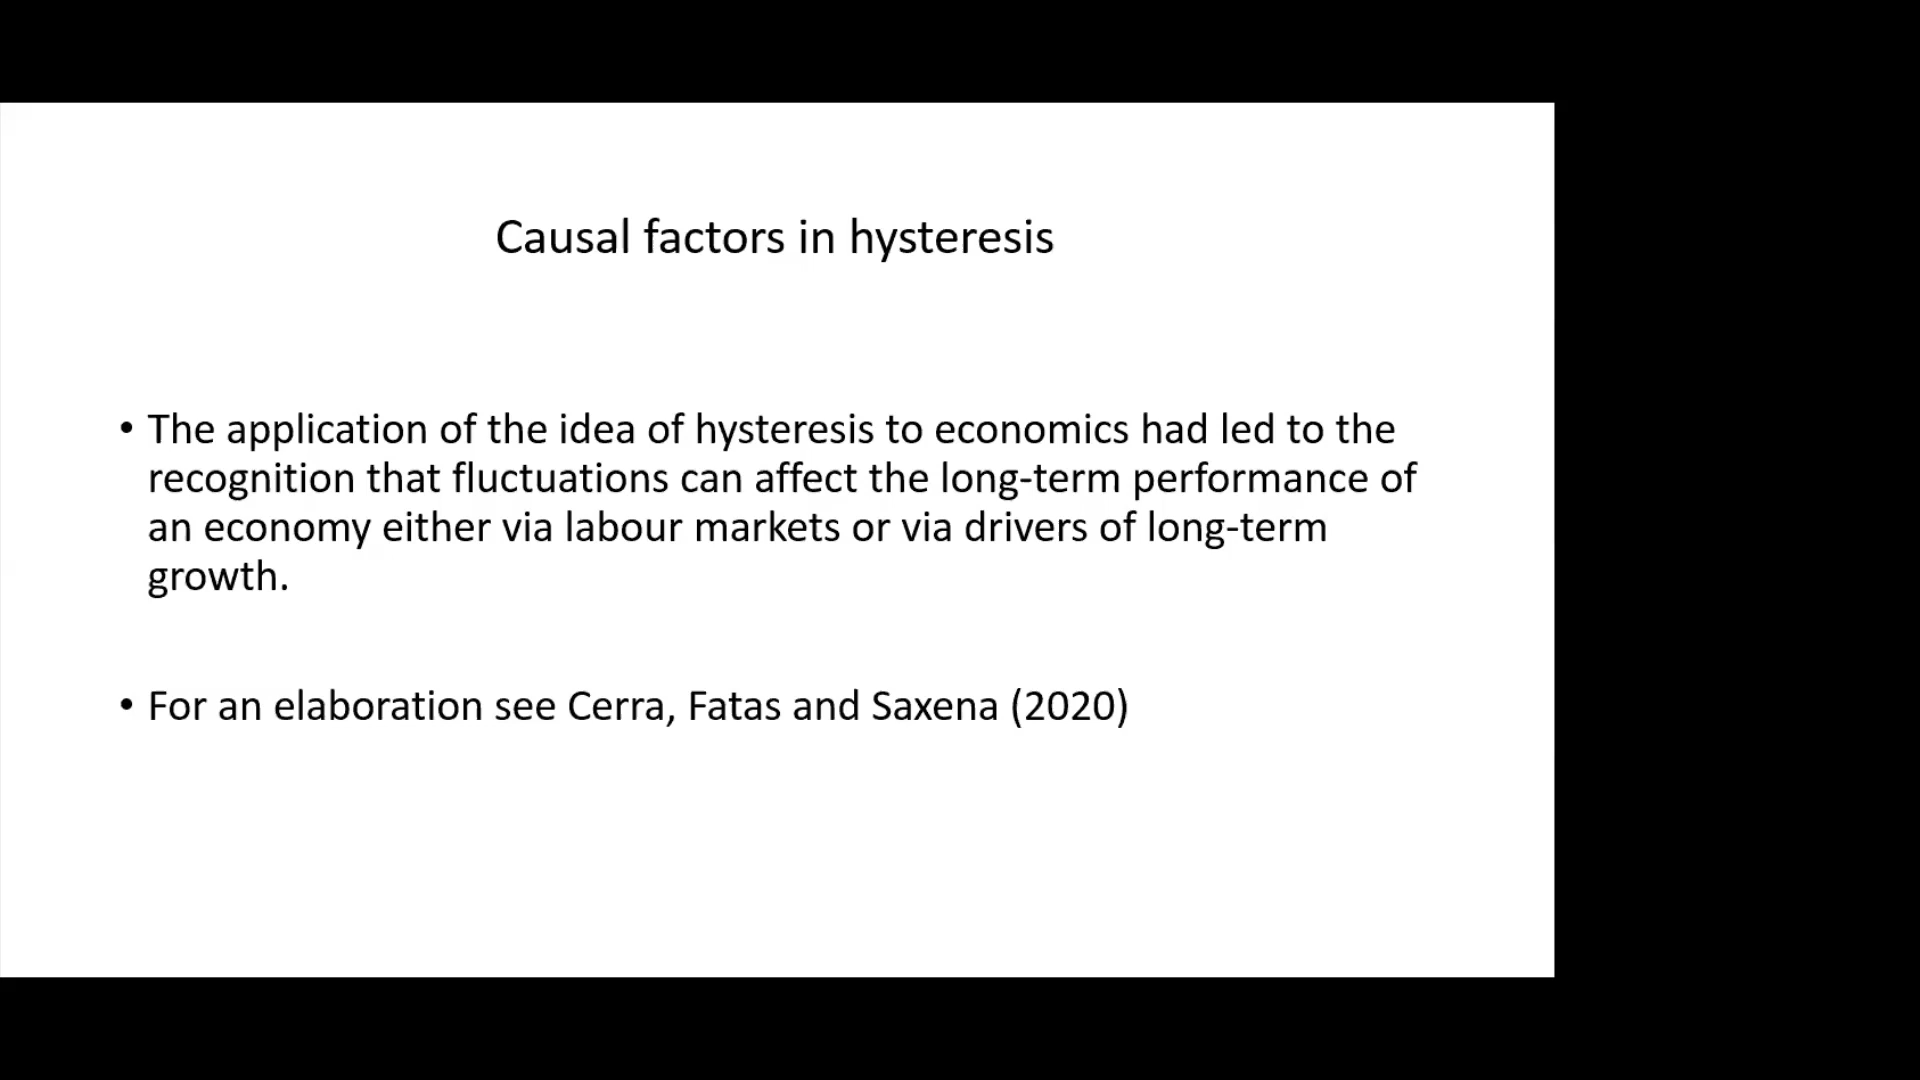 Causal factors in hysteresis
• The application of the idea of hysteresis to economics had led to the
recognition that fluctuations can affect the long-term performance of
an economy either via labour markets or via drivers of long-term
growth.
• For an elaboration see Cerra, Fatas and Saxena (2020)